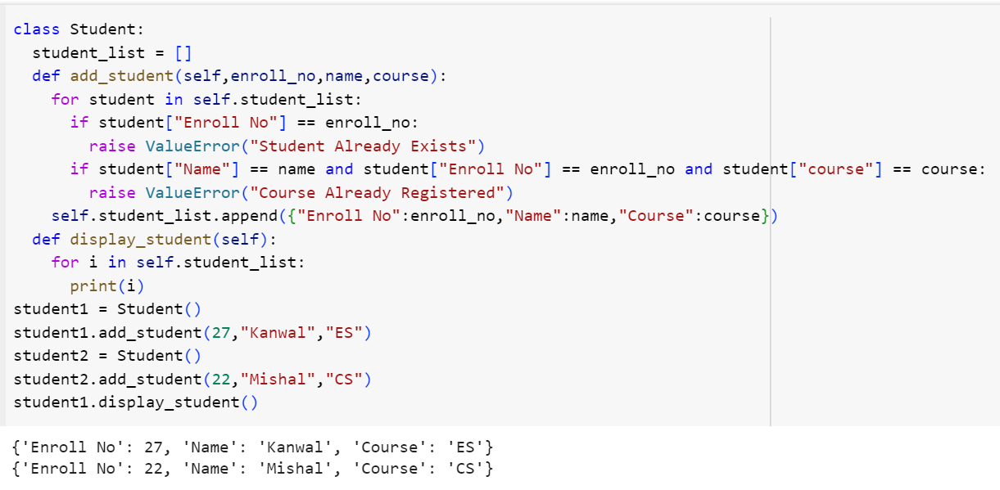 class Student:
  student_list = []
  def add_student(self,enroll_no,name,course):
    for student in self.student_list:
      if student["Enroll No"] == enroll_no:
        raise ValueError("Student Already Exists")
      if student["Name"] == name and student["Enroll No"] == enroll_no and student["course"] == course:
        raise ValueError("Course Already Registered")
    self.student_list.append({"Enroll No":enroll_no,"Name":name,"Course":course})
  def display_student(self):
    for i in self.student_list:
      print(i)
student1 = Student()
student1.add_student(27,"Kanwal","ES")
student2 = Student()
student2.add_student(22,"Mishal","CS")
student1.display_student()
{'Enroll No': 27, 'Name': 'Kanwal', 'Course': 'ES'}
{'Enroll No': 22, 'Name': 'Mishal', 'Course': 'CS'}